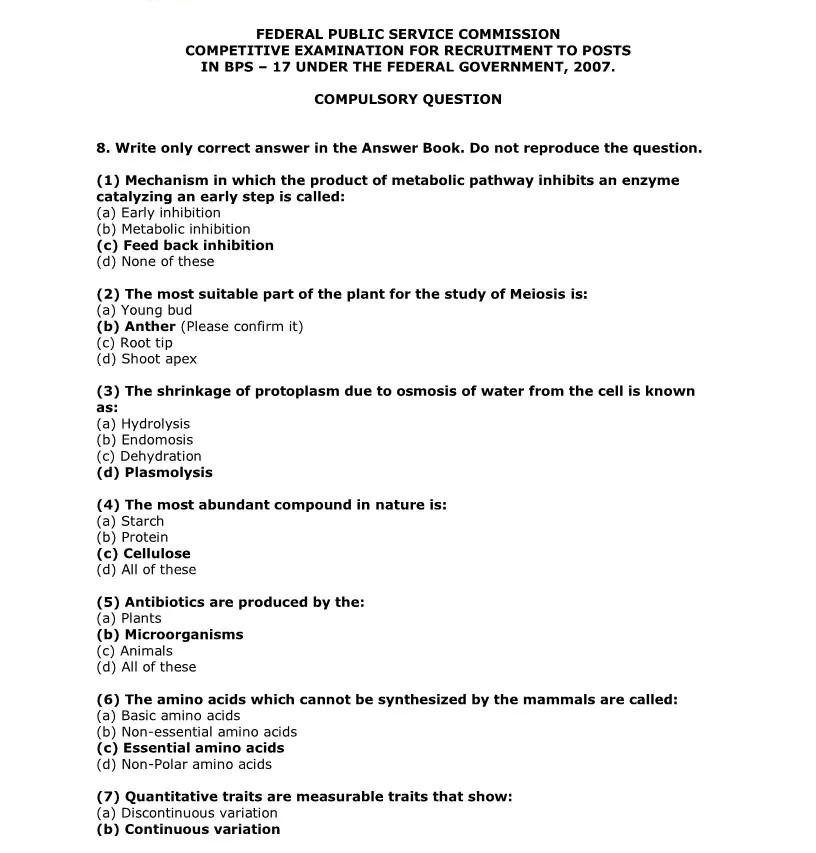 FEDERAL PUBLIC SERVICE COMMISSION
COMPETITIVE EXAMINATION FOR RECRUITMENT TO POSTS
IN BPS – 17 UNDER THE FEDERAL GOVERNMENT, 2007.
COMPULSORY QUESTION
8. Write only correct answer in the Answer Book. Do not reproduce the question.
(1) Mechanism in which the product of metabolic pathway inhibits an enzyme
catalyzing an early step is called:
(a) Early inhibition
(b) Metabolic inhibition
(c) Feed back inhibition
(d) None of these
(2) The most suitable part of the plant for the study of Meiosis is:
(a) Young bud
(b) Anther (Please confirm it)
(c) Root tip
(d) Shoot apex
(3) The shrinkage of protoplasm due to osmosis of water from the cell is known
as:
(a) Hydrolysis
(b) Endomosis
(c) Dehydration
(d) Plasmolysis
(4) The most abundant compound in nature is:
(a) Starch
(b) Protein
(c) Cellulose
(d) All of these
(5) Antibiotics are produced by the:
(a) Plants
(b) Microorganisms
(c) Animals
(d) All of these
(6) The amino acids which cannot be synthesized by the mammals are called:
(a) Basic amino acids
(b) Non-essential amino acids
(c) Essential amino acids
(d) Non-Polar amino acids
(7) Quantitative traits are measurable traits that show:
(a) Discontinuous variation
(b) Continuous variation